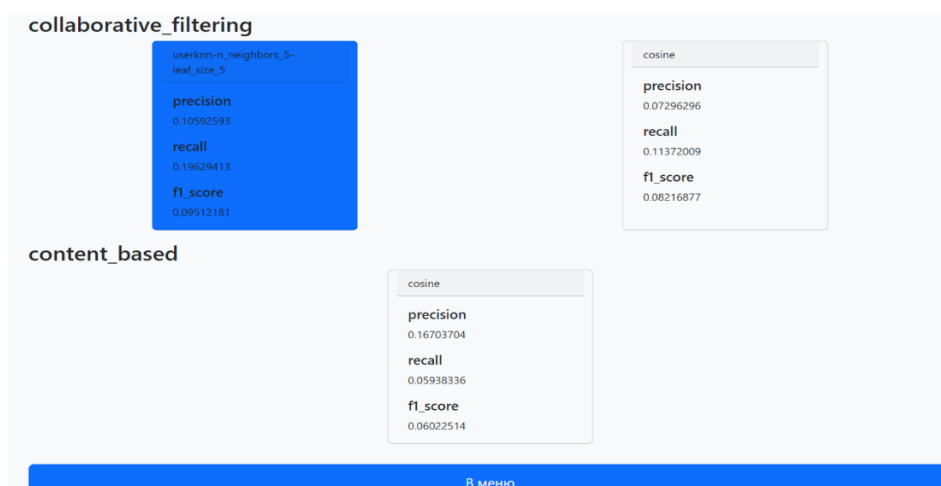 collaborative_filtering
userknn-n_neighbors_5-
leaf_size_5
precision
0.10592593
recall
0.19629413
f1_score
0.09512181
cosine
precision
0.07296296
recall
0.11372009
f1_score
0.08216877
content_based
cosine
precision
0.16703704
recall
0.05938336
f1_score
0.06022514
В меню